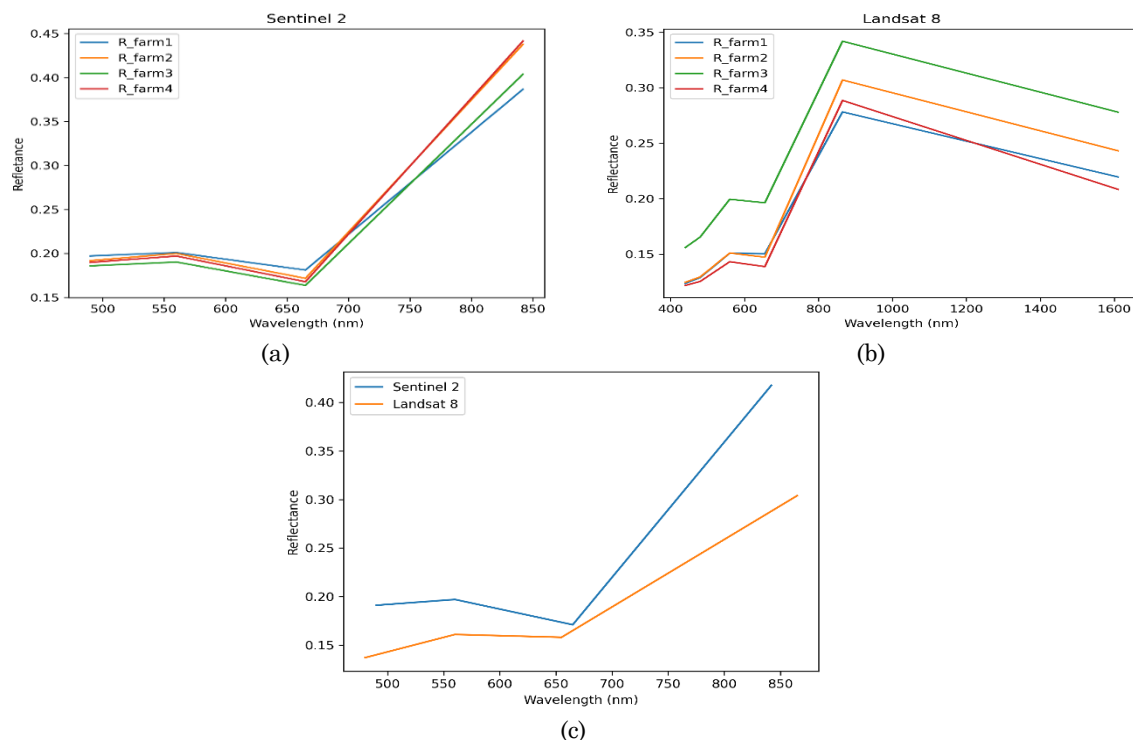 Sentinel 2
R_farm1
R_farm2
R_farm3
R_farm4
0.45
0.40
0.35
0.30
0.25
0.20
0.15
Refletance
500 550 600 650 700 750 800 850
Wavelength (nm)
(a)
Landsat 8
R_farm1
R_farm2
R_farm3
R_farm4
0.35
0.30
0.25
0.20
0.15
Reflectance
400 600 800 1000 1200 1400 1600
Wavelength (nm)
(b)
Sentinel 2
Landsat 8
0.40
0.35
0.30
0.25
0.20
0.15
Reflectance
500 550 600 650 700 750 800 850
Wavelength (nm)
(c)